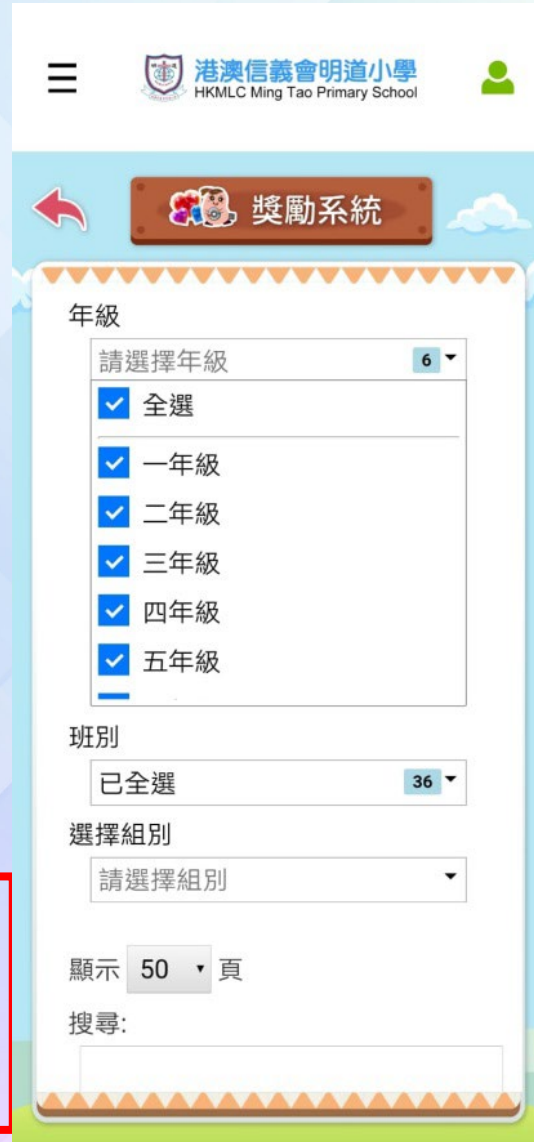 港澳信義會明道小學
HKMLC Ming Tao Primary School
獎勵系統
年級
請選擇年級 6
全選
一年級
二年級
三年級
四年級
五年級
班別
已全選 36
選擇組別
請選擇組別
顯示 50 頁
搜尋: